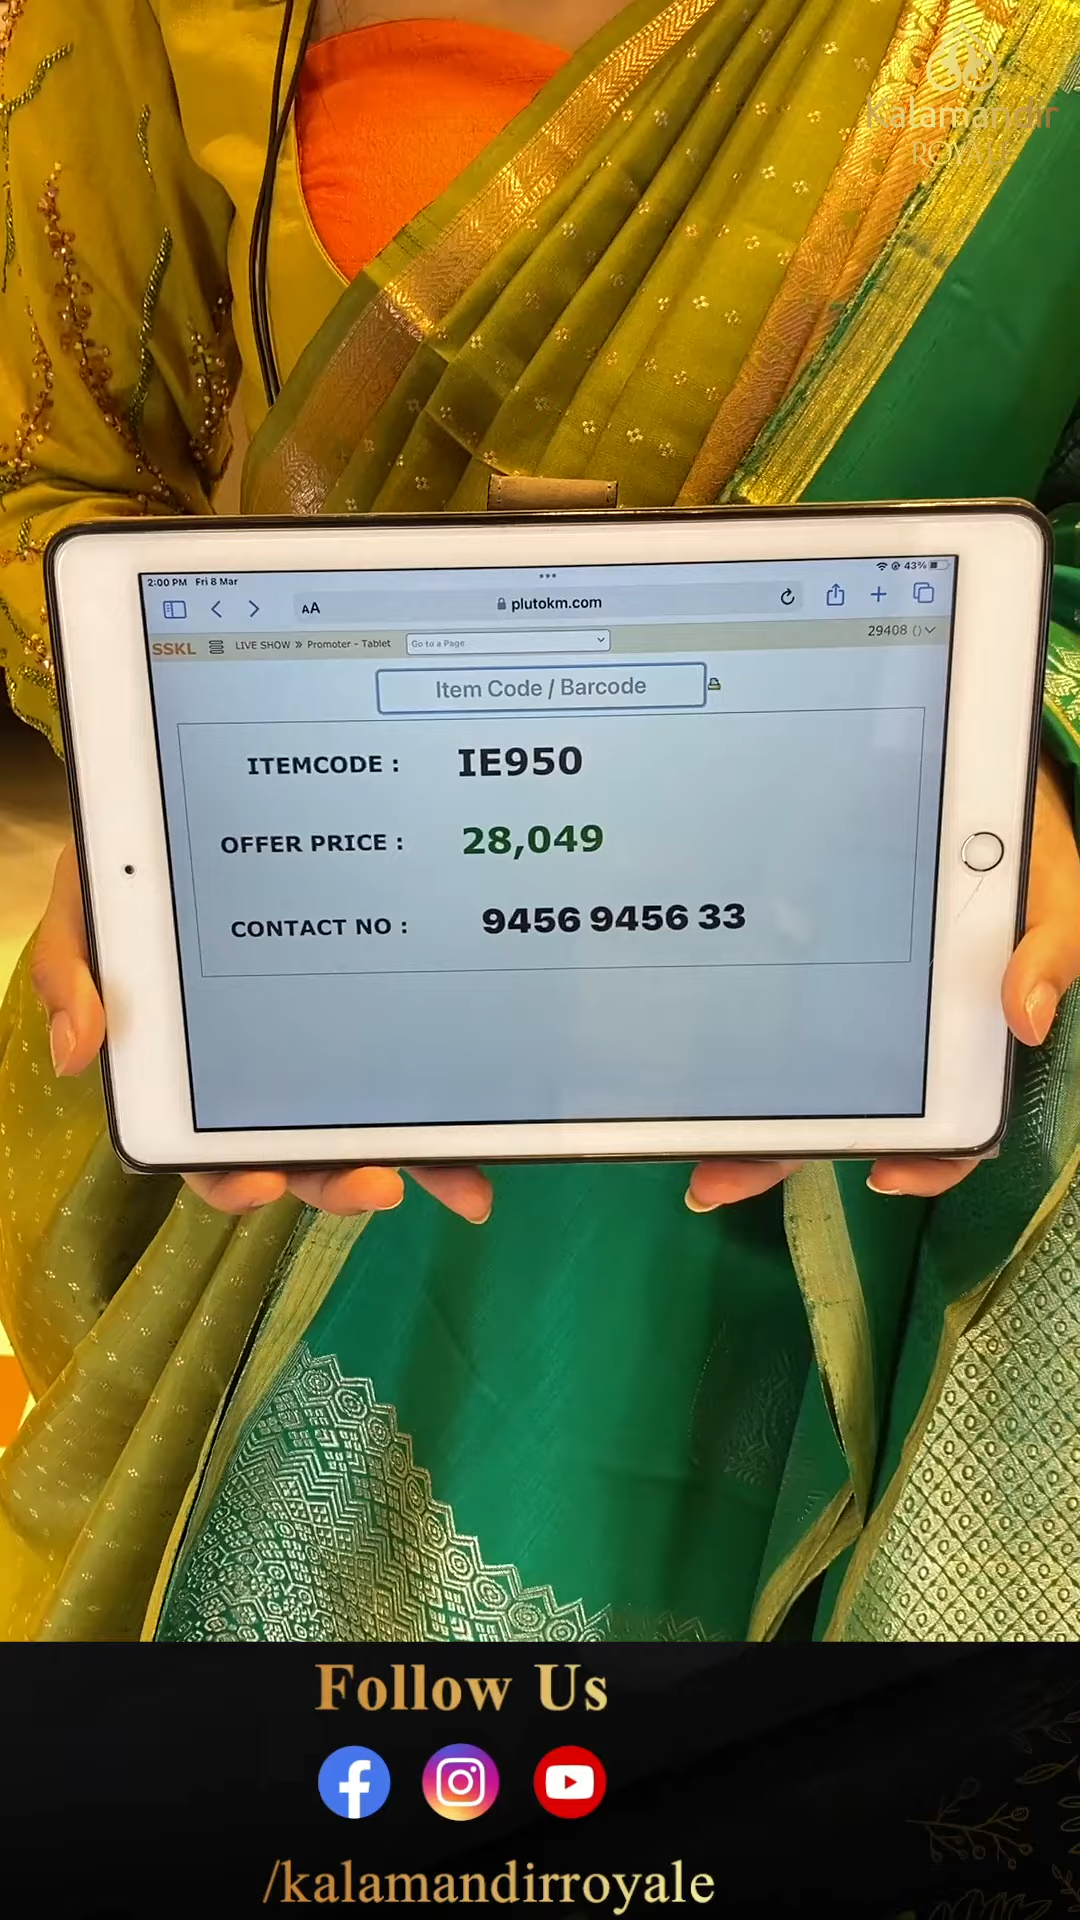 Kalamandir
ROYALE
2:00 PM Fri 8 Mar
43%
AA
plutokm.com
SSKL
LIVE SHOW » Promoter - Tablet
Go to a Page
29408 ()
Item Code / Barcode
ITEMCODE : IE950
OFFER PRICE : 28,049
CONTACT NO : 9456 9456 33
Follow Us
/kalamandirroyale